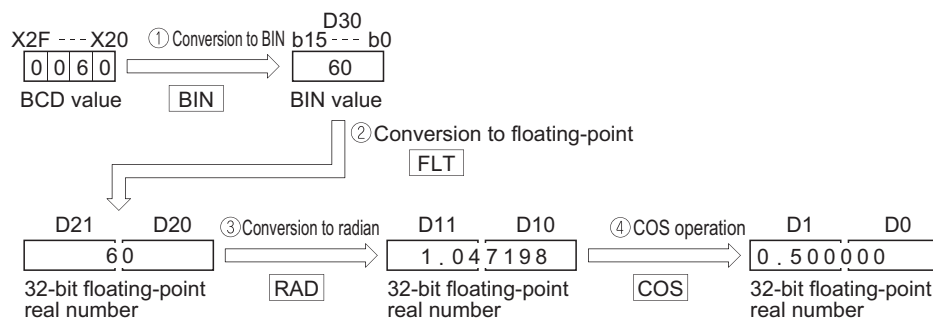 D30
X2F --- X20 ① Conversion to BIN b15 --- b0
0 0 6 0 60
BCD value BIN BIN value
② Conversion to floating-point
FLT
D21 D20 ③ Conversion to radian D11 D10 ④ COS operation D1 D0
60 1.047198 0.500000
32-bit floating-point RAD 32-bit floating-point COS 32-bit floating-point
real number real number real number